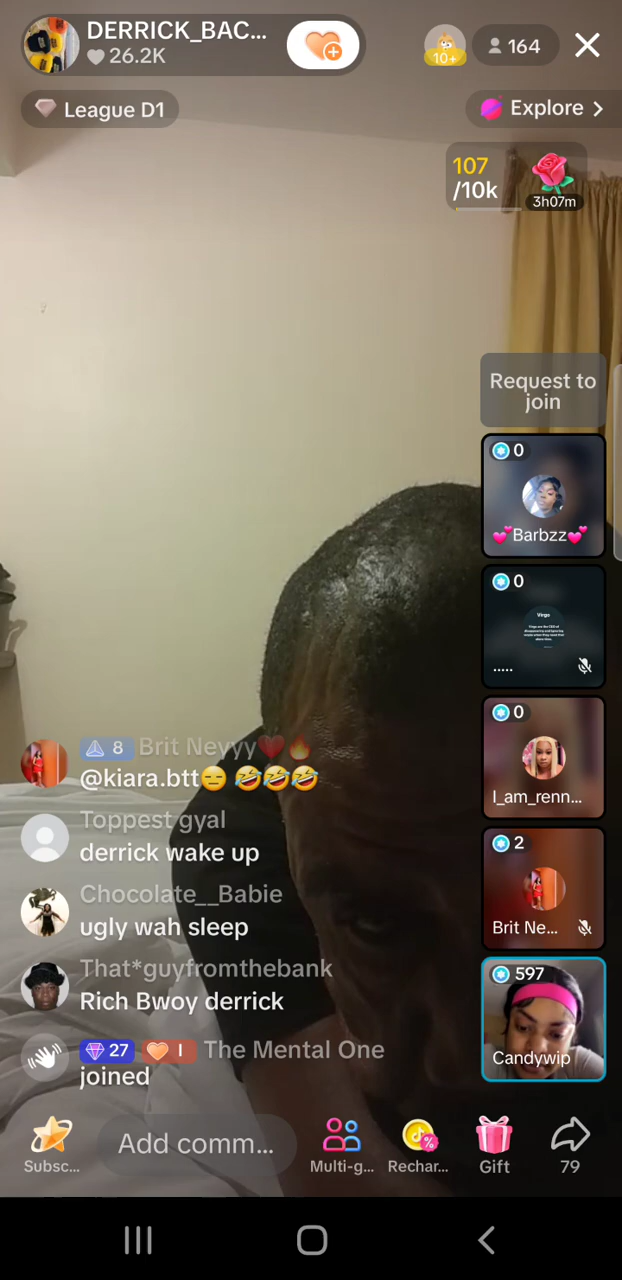 DERRICK_BAC...
26.2K
10+
164
League D1
Explore
107
/10k
3h07m
Request to
join
0
💕Barbzz💕
0
Virgo
.....
0
I_am_renn...
2
Brit Ne...
597
Candywip
8 Brit Neyyy❤️🔥
@kiara.btt😑 🤣🤣🤣
Toppest gyal
derrick wake up
Chocolate__Babie
ugly wah sleep
That*guyfromthebank
Rich Bwoy derrick
27 I The Mental One
joined
Subsc...
Add comm...
Multi-g...
Rechar...
Gift
79